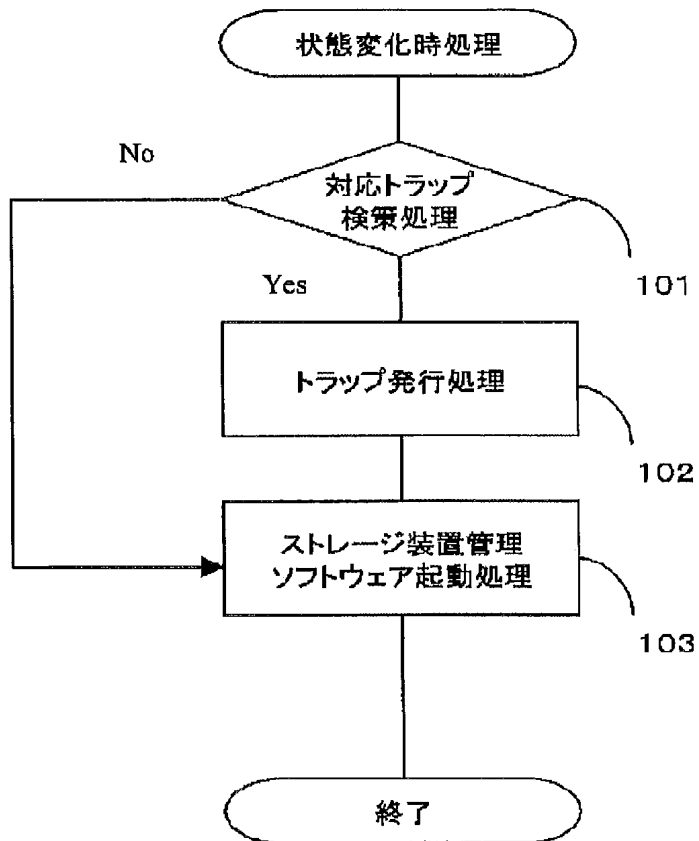 状態変化時処理
No
対応トラップ
検策処理
101
Yes
トラップ発行処理
102
ストレージ装置管理
ソフトウェア起動処理
103
終了